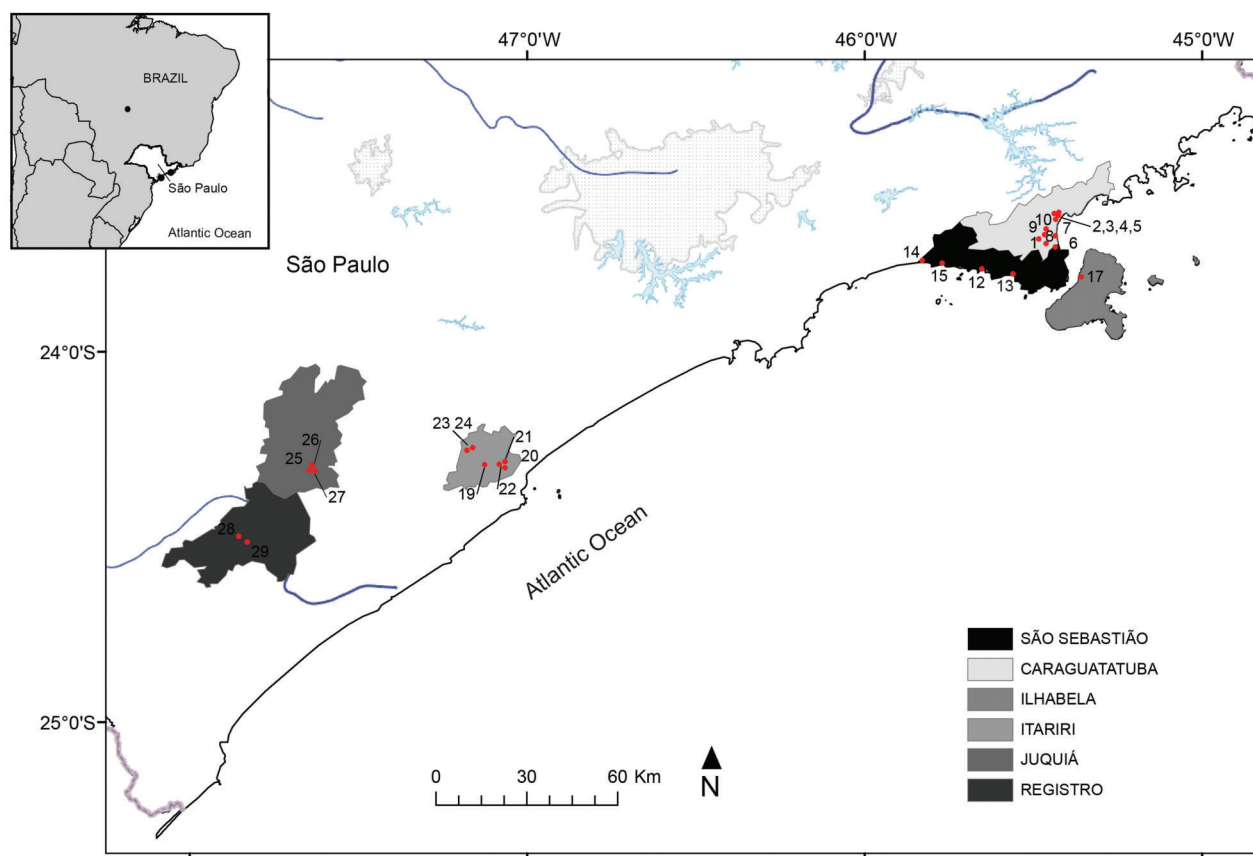 47°0'W
46°0'W
45°0'W
BRAZIL
São Paulo
Atlantic Ocean
São Paulo
10
9
8
7
2,3,4,5
1
6
14
15
12
13
17
24°0'S
23 24
21
20
19
22
26
25
27
28
29
Atlantic Ocean
SÃO SEBASTIÃO
CARAGUATATUBA
ILHABELA
ITARIRI
JUQUIÁ
REGISTRO
25°0'S
0 30 60 Km
N